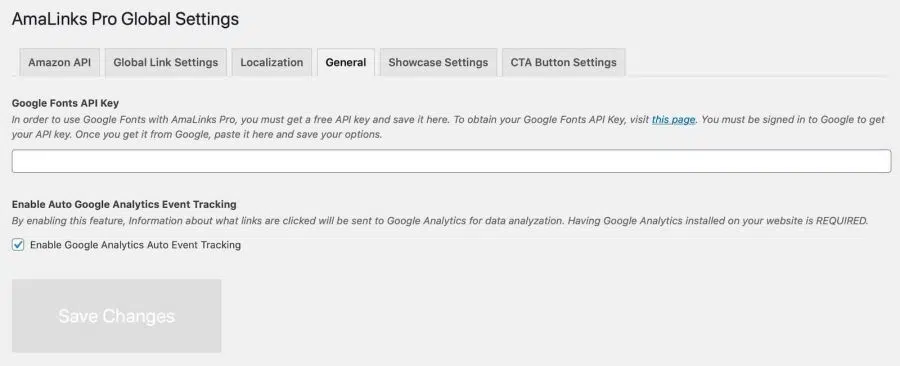 AmaLinks Pro Global Settings
Amazon API Global Link Settings Localization General Showcase Settings CTA Button Settings
Google Fonts API Key
In order to use Google Fonts with AmaLinks Pro, you must get a free API key and save it here. To obtain your Google Fonts API Key, visit this page. You must be signed in to Google to get
your API key. Once you get it from Google, paste it here and save your options.
Enable Auto Google Analytics Event Tracking
By enabling this feature, Information about what links are clicked will be sent to Google Analytics for data analyzation. Having Google Analytics installed on your website is REQUIRED.
Enable Google Analytics Auto Event Tracking
Save Changes